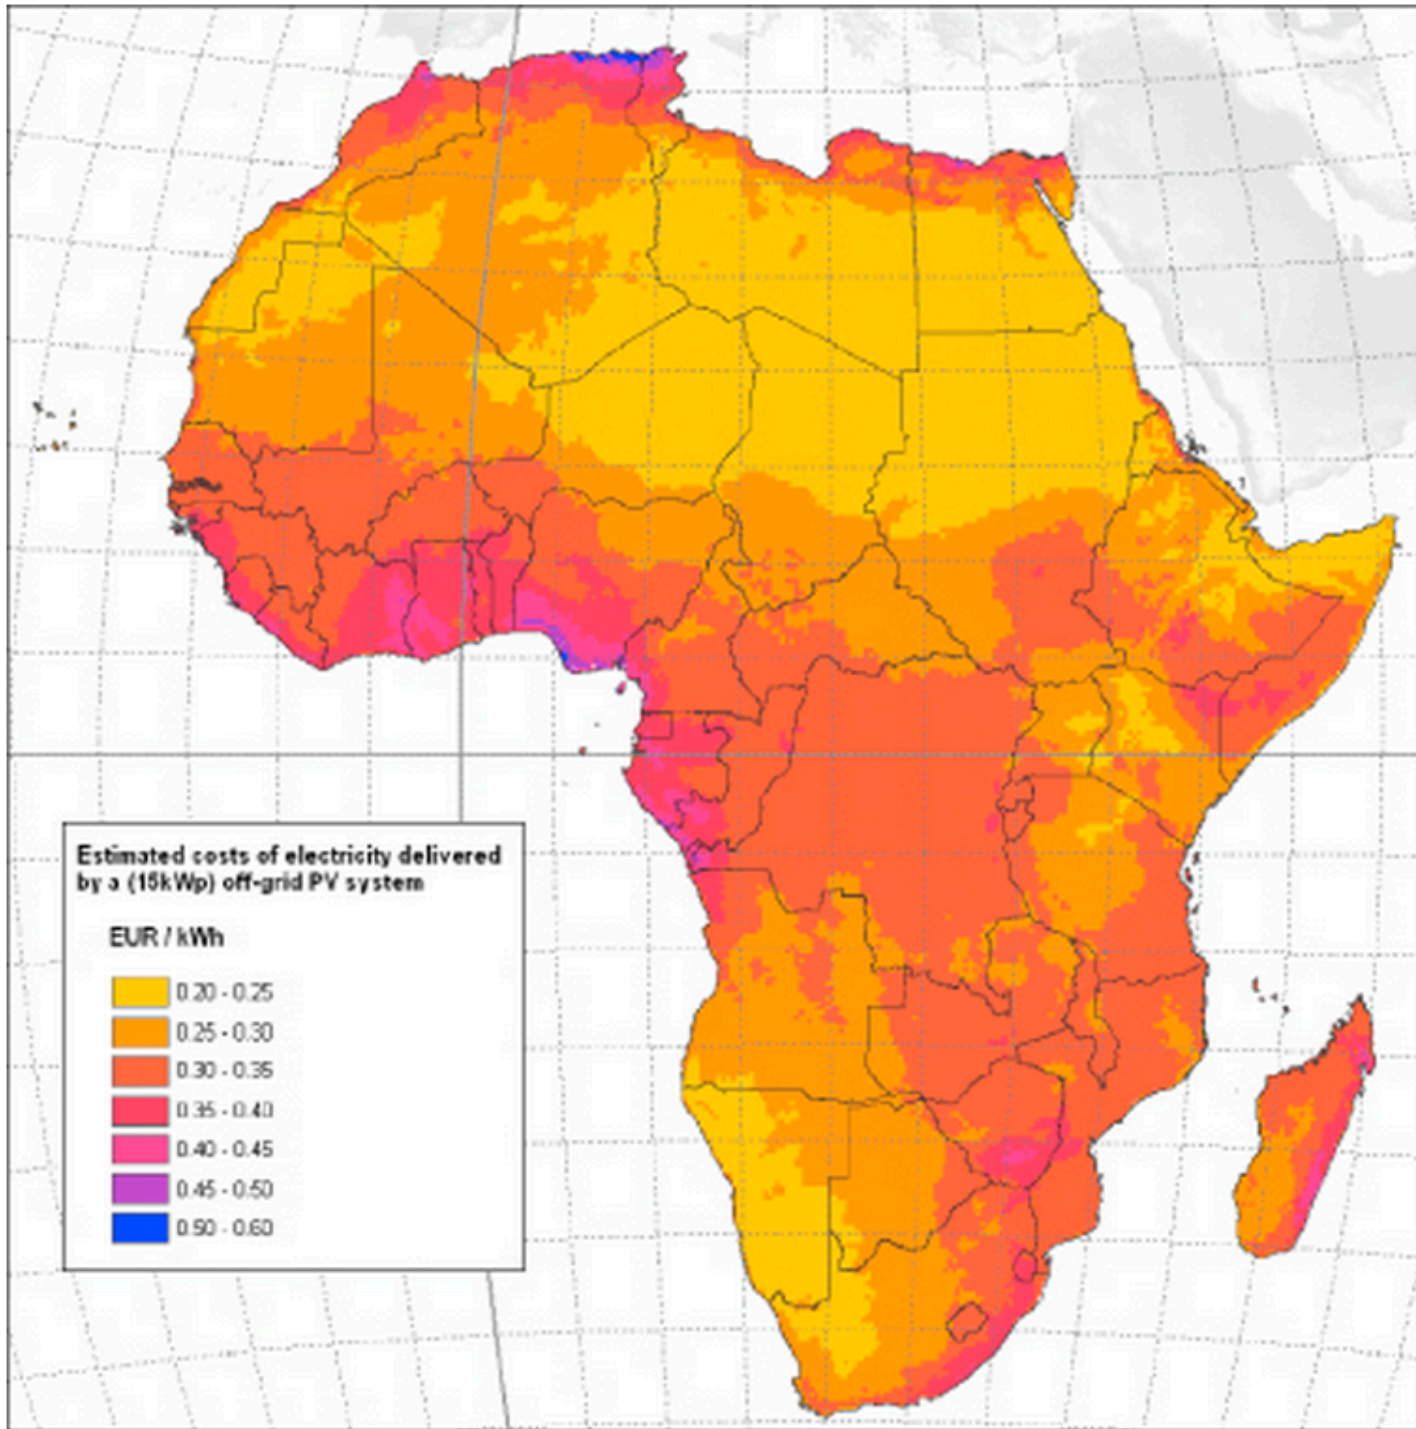 Estimated costs of electricity delivered
by a (15kWp) off-grid PV system
EUR / kWh
0.20 - 0.25
0.25 - 0.30
0.30 - 0.35
0.35 - 0.40
0.40 - 0.45
0.45 - 0.50
0.50 - 0.60